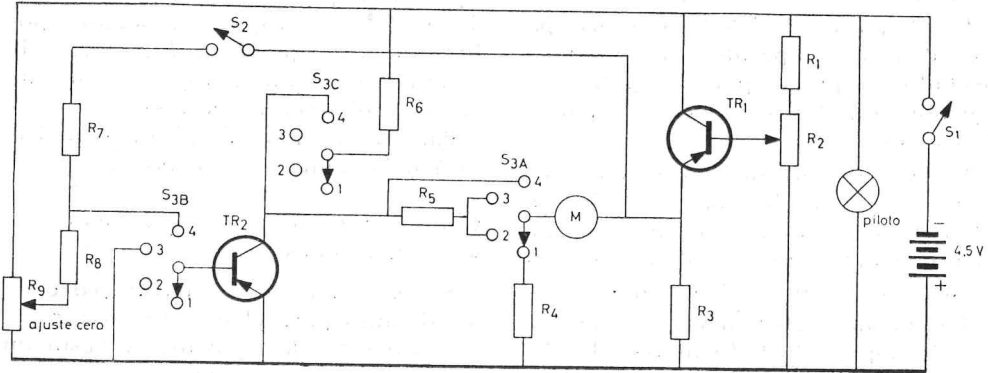 S2
S3C
4
3
2
1
R6
R7
TR1
R1
R2
S1
S3A
4
R5
3
2
1
M
piloto
−
4,5 V
+
S3B
4
3
2
1
TR2
R8
R9
ajuste cero
R4
R3